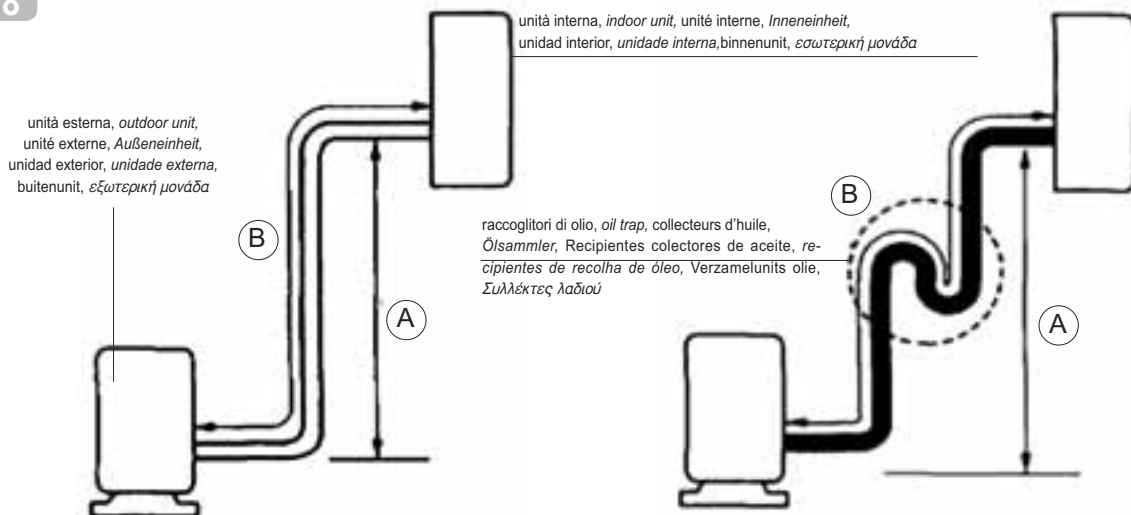 unità interna, indoor unit, unité interne, Inneneinheit,
unidad interior, unidade interna,binnenunit, εσωτερική μονάδα
unità esterna, outdoor unit,
unité externe, Außeneinheit,
unidad exterior, unidade externa,
buitenunit, εξωτερική μονάδα
B
A
raccoglitori di olio, oil trap, collecteurs d'huile,
Ölsammler, Recipientes colectores de aceite, re-
cipientes de recolha de óleo, Verzamelunits olie,
Συλλέκτες λαδιού
B
A